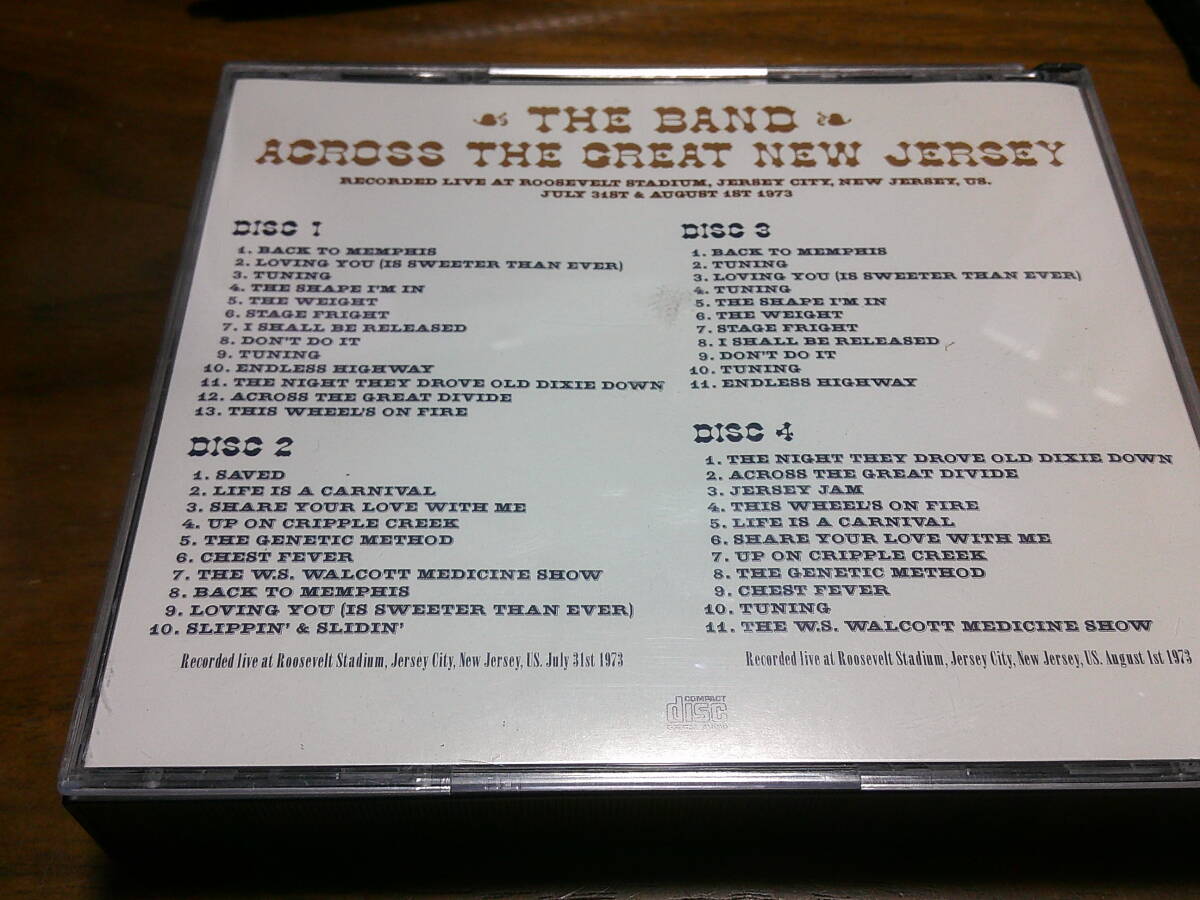 THE BAND
ACROSS THE GREAT NEW JERSEY
RECORDED LIVE AT ROOSEVELT STADIUM, JERSEY CITY, NEW JERSEY, US.
JULY 31ST & AUGUST 1ST 1973
DISC 1
1. BACK TO MEMPHIS
2. LOVING YOU (IS SWEETER THAN EVER)
3. TUNING
4. THE SHAPE I'M IN
5. THE WEIGHT
6. STAGE FRIGHT
7. I SHALL BE RELEASED
8. DON'T DO IT
9. TUNING
10. ENDLESS HIGHWAY
11. THE NIGHT THEY DROVE OLD DIXIE DOWN
12. ACROSS THE GREAT DIVIDE
13. THIS WHEEL'S ON FIRE
DISC 2
1. SAVED
2. LIFE IS A CARNIVAL
3. SHARE YOUR LOVE WITH ME
4. UP ON CRIPPLE CREEK
5. THE GENETIC METHOD
6. CHEST FEVER
7. THE W.S. WALCOTT MEDICINE SHOW
8. BACK TO MEMPHIS
9. LOVING YOU (IS SWEETER THAN EVER)
10. SLIPPIN' & SLIDIN'
Recorded live at Roosevelt Stadium, Jersey City, New Jersey, US. July 31st 1973
DISC 3
1. BACK TO MEMPHIS
2. TUNING
3. LOVING YOU (IS SWEETER THAN EVER)
4. TUNING
5. THE SHAPE I'M IN
6. THE WEIGHT
7. STAGE FRIGHT
8. I SHALL BE RELEASED
9. DON'T DO IT
10. TUNING
11. ENDLESS HIGHWAY
DISC 4
1. THE NIGHT THEY DROVE OLD DIXIE DOWN
2. ACROSS THE GREAT DIVIDE
3. JERSEY JAM
4. THIS WHEEL'S ON FIRE
5. LIFE IS A CARNIVAL
6. SHARE YOUR LOVE WITH ME
7. UP ON CRIPPLE CREEK
8. THE GENETIC METHOD
9. CHEST FEVER
10. TUNING
11. THE W.S. WALCOTT MEDICINE SHOW
Recorded live at Roosevelt Stadium, Jersey City, New Jersey, US. August 1st 1973
COMPACT
disc